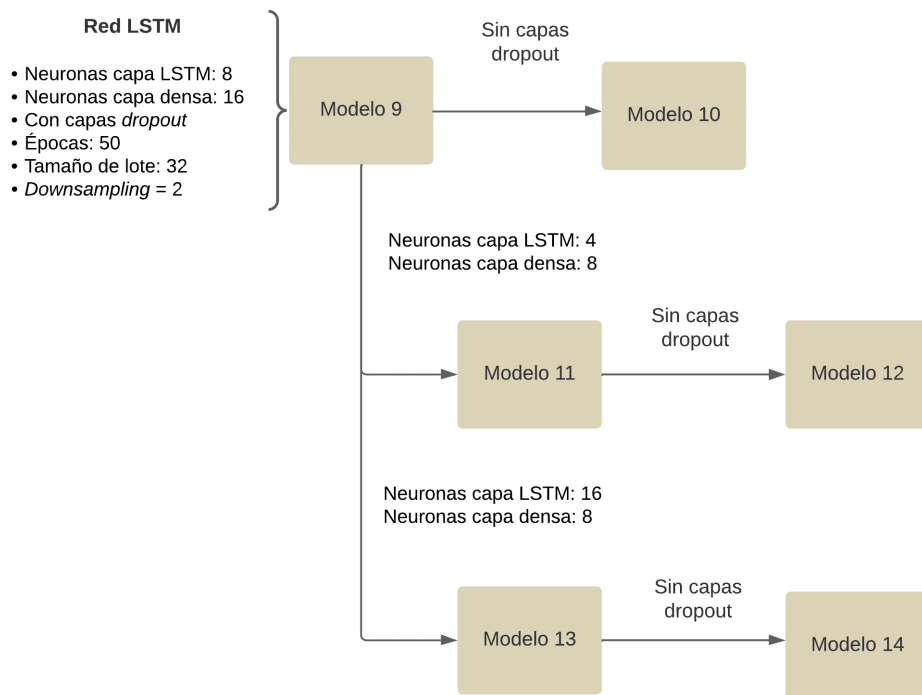 Red LSTM
• Neuronas capa LSTM: 8
• Neuronas capa densa: 16
• Con capas dropout
• Épocas: 50
• Tamaño de lote: 32
• Downsampling = 2
Modelo 9
Sin capas
dropout
Modelo 10
Neuronas capa LSTM: 4
Neuronas capa densa: 8
Modelo 11
Sin capas
dropout
Modelo 12
Neuronas capa LSTM: 16
Neuronas capa densa: 8
Modelo 13
Sin capas
dropout
Modelo 14